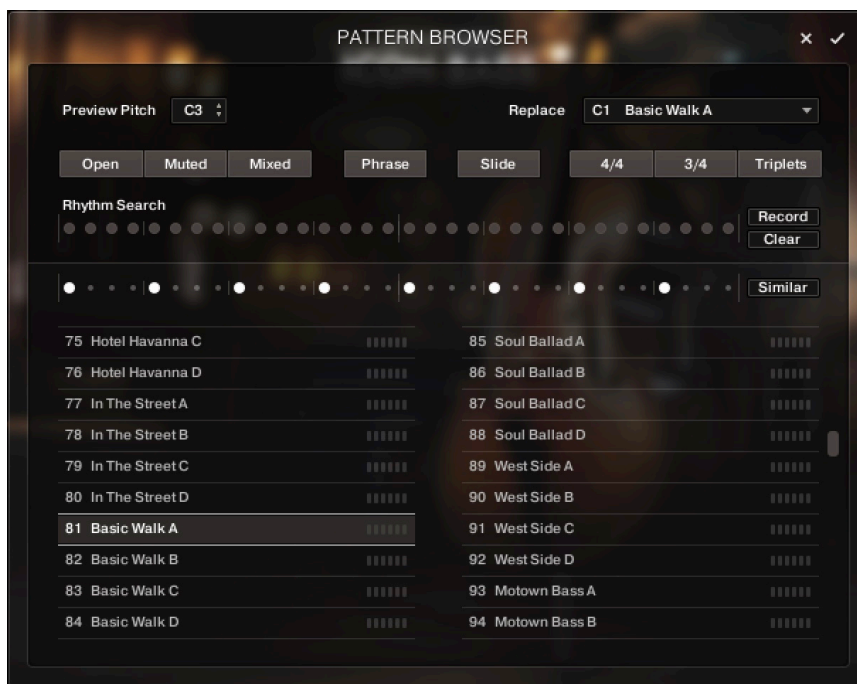 PATTERN BROWSER
Preview Pitch C3 Replace C1 Basic Walk A
Open Muted Mixed Phrase Slide 4/4 3/4 Triplets
Rhythm Search
Record
Clear
Similar
75 Hotel Havanna C
76 Hotel Havanna D
77 In The Street A
78 In The Street B
79 In The Street C
80 In The Street D
81 Basic Walk A
82 Basic Walk B
83 Basic Walk C
84 Basic Walk D
85 Soul Ballad A
86 Soul Ballad B
87 Soul Ballad C
88 Soul Ballad D
89 West Side A
90 West Side B
91 West Side C
92 West Side D
93 Motown Bass A
94 Motown Bass B